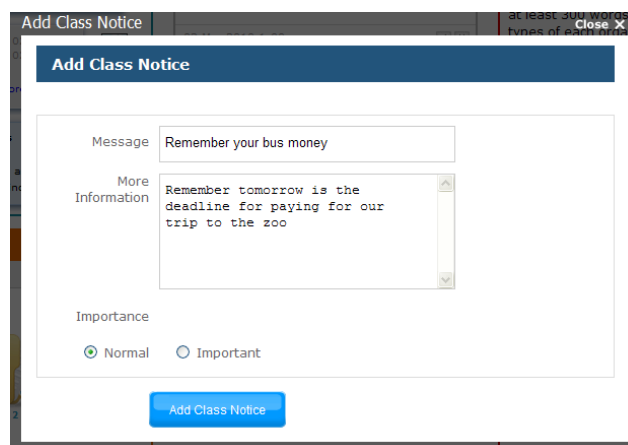 Add Class Notice
Close X
at least 300 words
types of each orga
Add Class Notice
Message
Remember your bus money
More
Information
Remember tomorrow is the
deadline for paying for our
trip to the zoo
Importance
Normal
Important
Add Class Notice